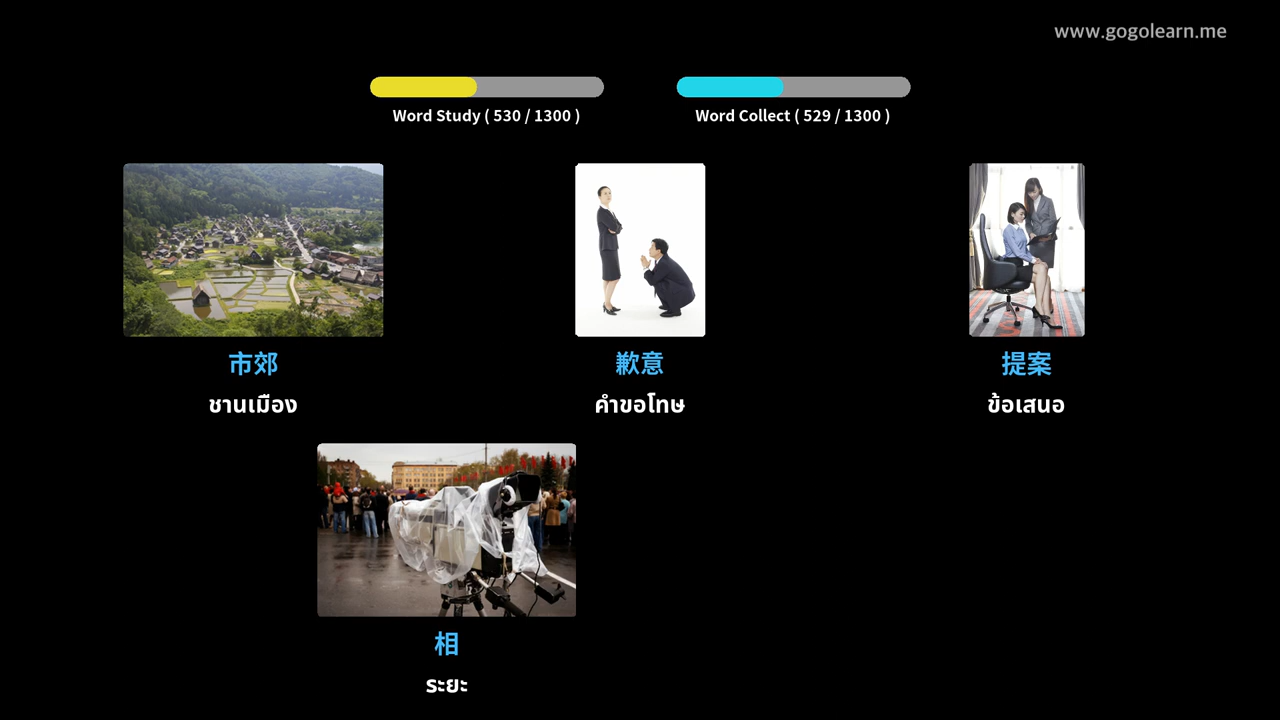 www.gogolearn.me
Word Study ( 530 / 1300 )
Word Collect ( 529 / 1300 )
市郊
ชานเมือง
歉意
คำขอโทษ
提案
ข้อเสนอ
相
ระยะ